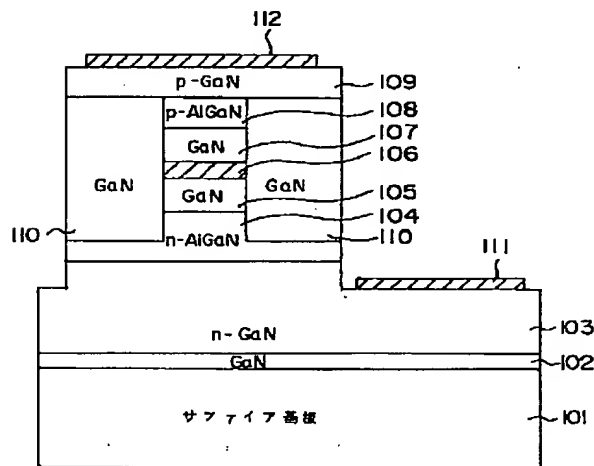 112
p-GaN
109
p-AlGaN
108
GaN
107
106
GaN
GaN
GaN
105
104
110
n-AlGaN
110
111
n-GaN
103
GaN
102
サファイア基板
101